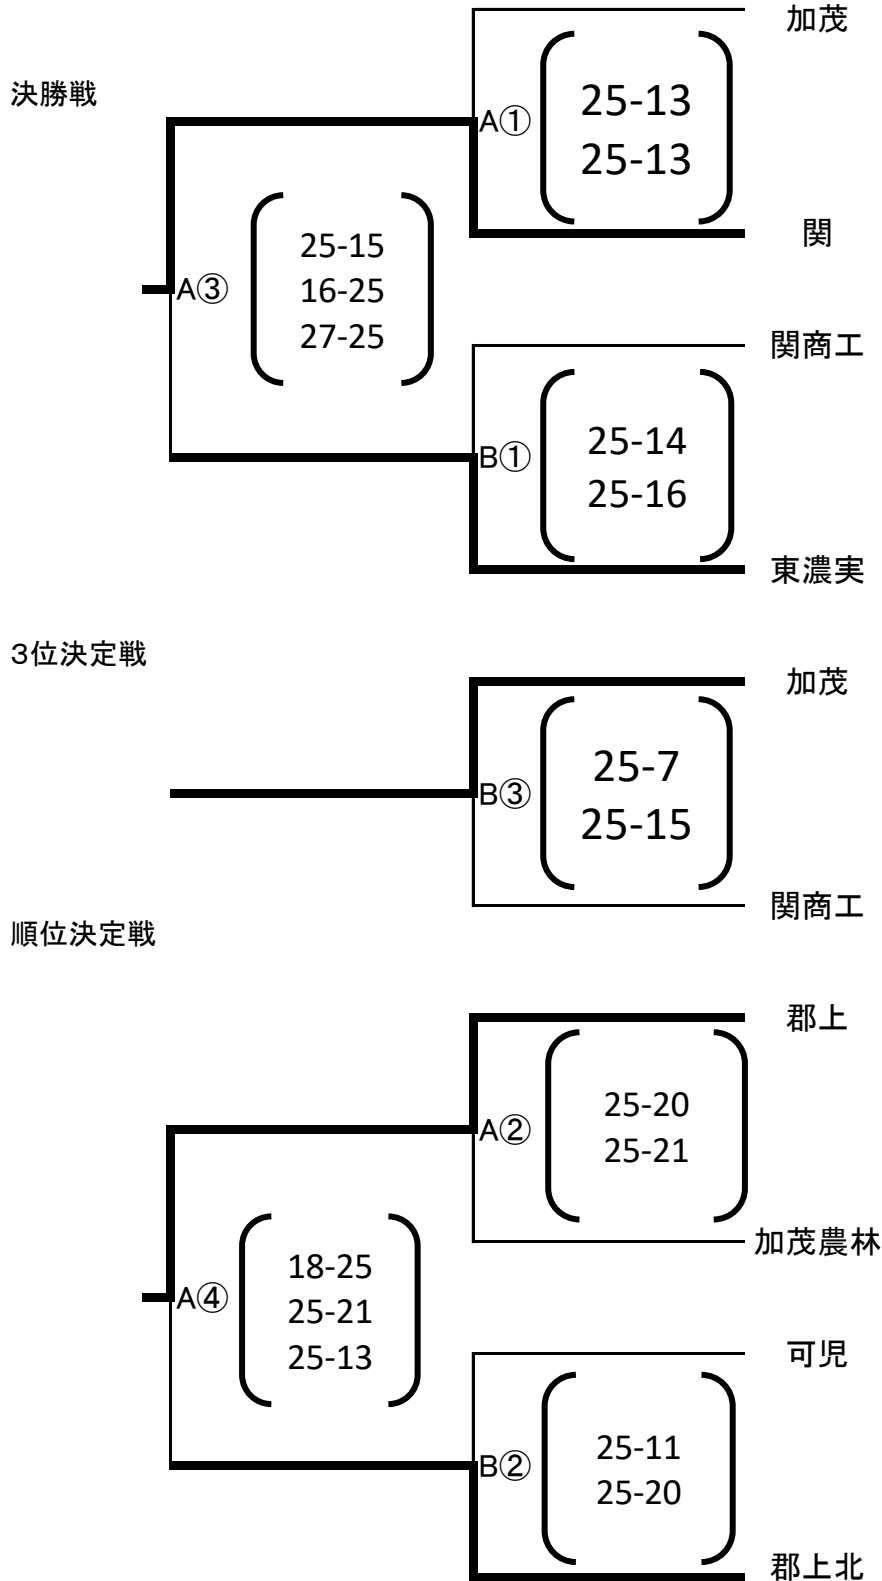 加茂
決勝戦
A①
25-13
25-13
関
25-15
16-25
27-25
A③
関商工
B①
25-14
25-16
東濃実
3位決定戦
加茂
B③
25-7
25-15
関商工
順位決定戦
郡上
A②
25-20
25-21
加茂農林
A④
18-25
25-21
25-13
可児
B②
25-11
25-20
郡上北